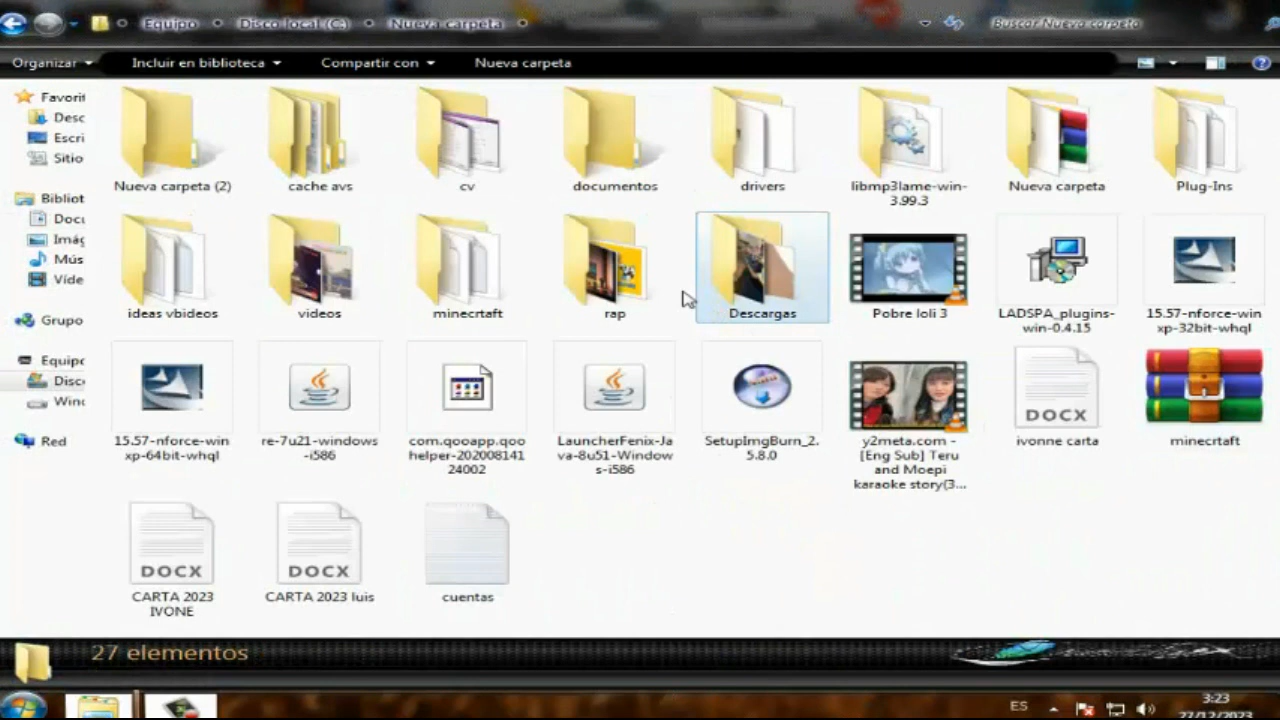 Equipo
Disco local (C:)
Nueva carpeta
Buscar Nueva carpeta
Organizar
Incluir en biblioteca
Compartir con
Nueva carpeta
Favorit
Desc
Escri
Sitio
Bibliot
Docu
Imág
Mús
Víde
Grupo
Equipo
Disco
Wind
Red
Nueva carpeta (2)
cache avs
cv
documentos
drivers
libmp3lame-win-
3.99.3
Nueva carpeta
Plug-Ins
ideas vbideos
videos
minecrtaft
rap
Descargas
Pobre loli 3
LADSPA_plugins-
win-0.4.15
15.57-nforce-win
xp-32bit-whql
15.57-nforce-win
xp-64bit-whql
re-7u21-windows
-i586
com.qooapp.qoo
helper-202008141
24002
LauncherFenix-Ja
va-8u51-Window
s-i586
SetupImgBurn_2.
5.8.0
y2meta.com -
[Eng Sub] Teru
and Moepi
karaoke story(3...
DOCX
ivonne carta
minecrtaft
DOCX
CARTA 2023
IVONE
DOCX
CARTA 2023 luis
cuentas
27 elementos
ES
3:23
27/12/2023